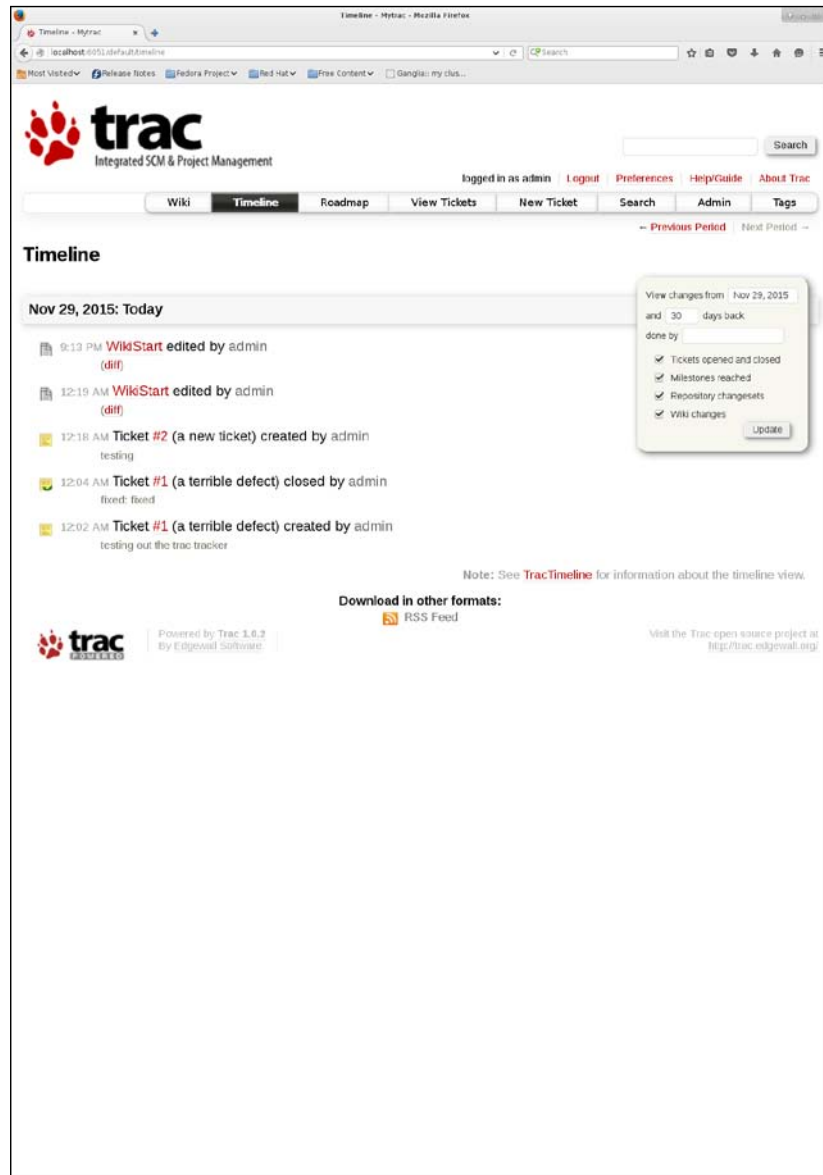 Timeline - Mytrac - Mozilla Firefox
Timeline - Mytrac
localhost:6051/default/timeline
Search
Most Visited Release Notes Fedora Project Red Hat Free Content Ganglia:: my clus...
trac
Integrated SCM & Project Management
Search
logged in as admin Logout Preferences Help/Guide About Trac
Wiki Timeline Roadmap View Tickets New Ticket Search Admin Tags
← Previous Period Next Period →
Timeline
View changes from Nov 29, 2015
and 30 days back
done by
Tickets opened and closed
Milestones reached
Repository changesets
Wiki changes
Update
Nov 29, 2015: Today
9:13 PM WikiStart edited by admin
(diff)
12:19 AM WikiStart edited by admin
(diff)
12:18 AM Ticket #2 (a new ticket) created by admin
testing
12:04 AM Ticket #1 (a terrible defect) closed by admin
fixed: fixed
12:02 AM Ticket #1 (a terrible defect) created by admin
testing out the trac tracker
Note: See TracTimeline for information about the timeline view.
Download in other formats:
RSS Feed
trac
POWERED
Powered by Trac 1.0.2
By Edgewall Software.
Visit the Trac open source project at
http://trac.edgewall.org/